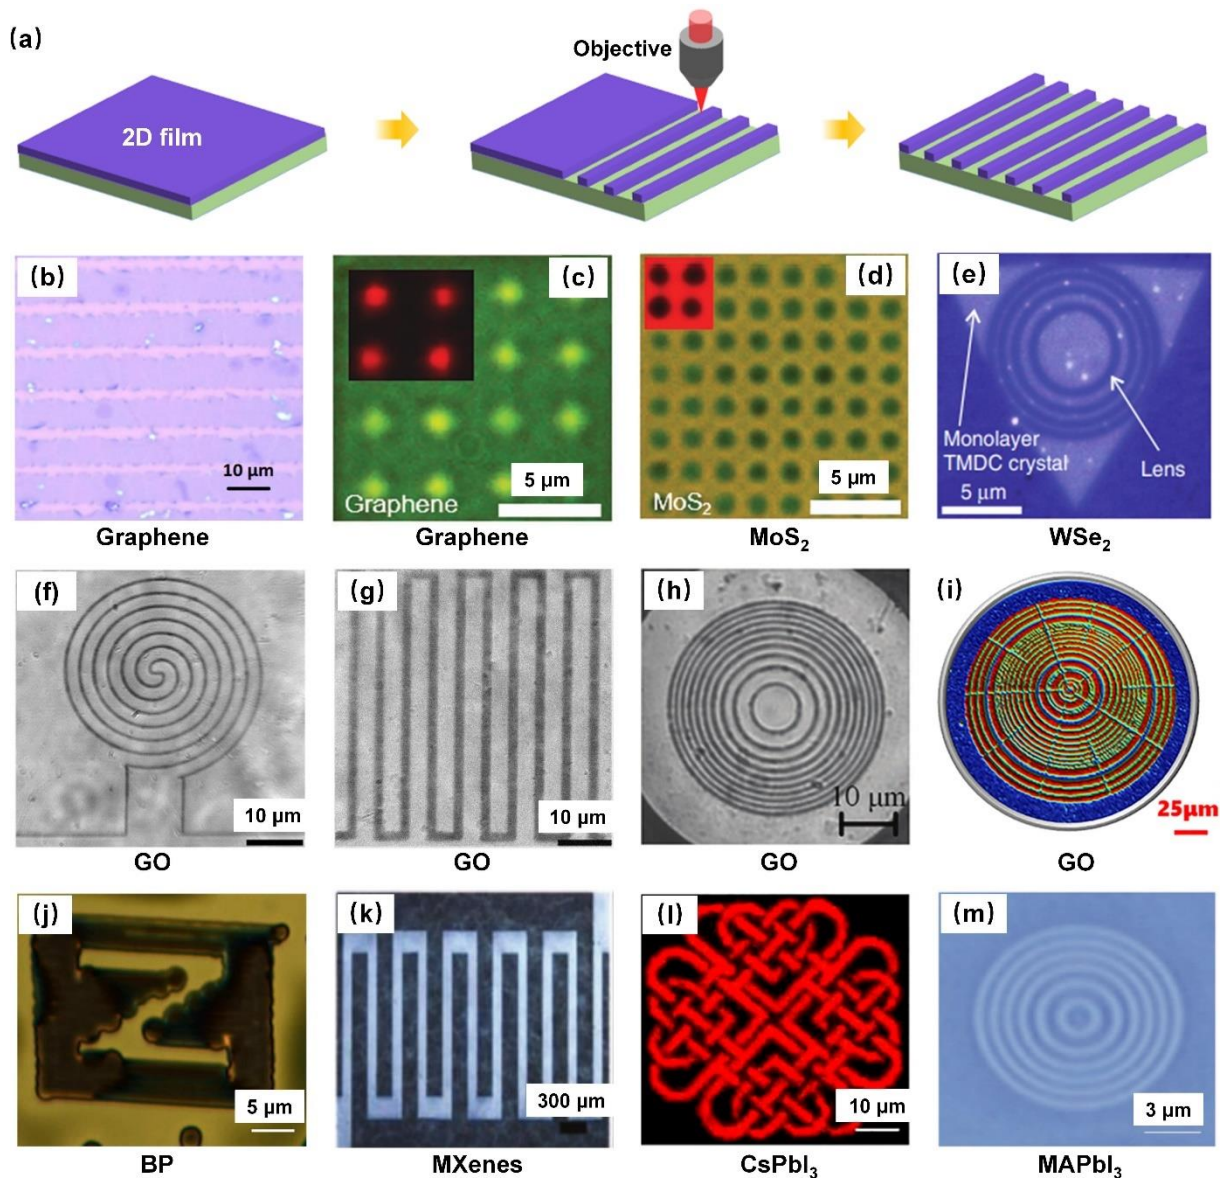 (a)
Objective
2D film
(b)
10 μm
Graphene
(c)
Graphene
5 μm
Graphene
(d)
MoS₂
5 μm
MoS₂
(e)
Monolayer
TMDC crystal
Lens
5 μm
WSe₂
(f)
10 μm
GO
(g)
10 μm
GO
(h)
10 μm
GO
(i)
25μm
GO
(j)
5 μm
BP
(k)
300 μm
MXenes
(l)
10 μm
CsPbI₃
(m)
3 μm
MAPbI₃